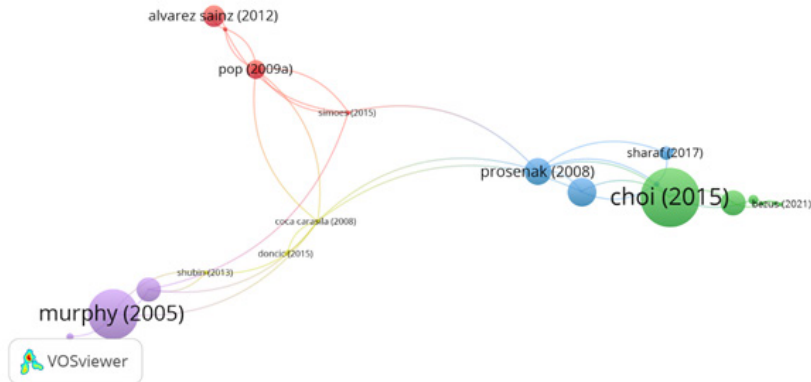 alvarez sainz (2012)
pop (2009a)
simoes (2015)
sharaf (2017)
prosenak (2008)
choi (2015)
bezus (2021)
coca carasila (2008)
doncic (2015)
shubin (2013)
murphy (2005)
VOSviewer